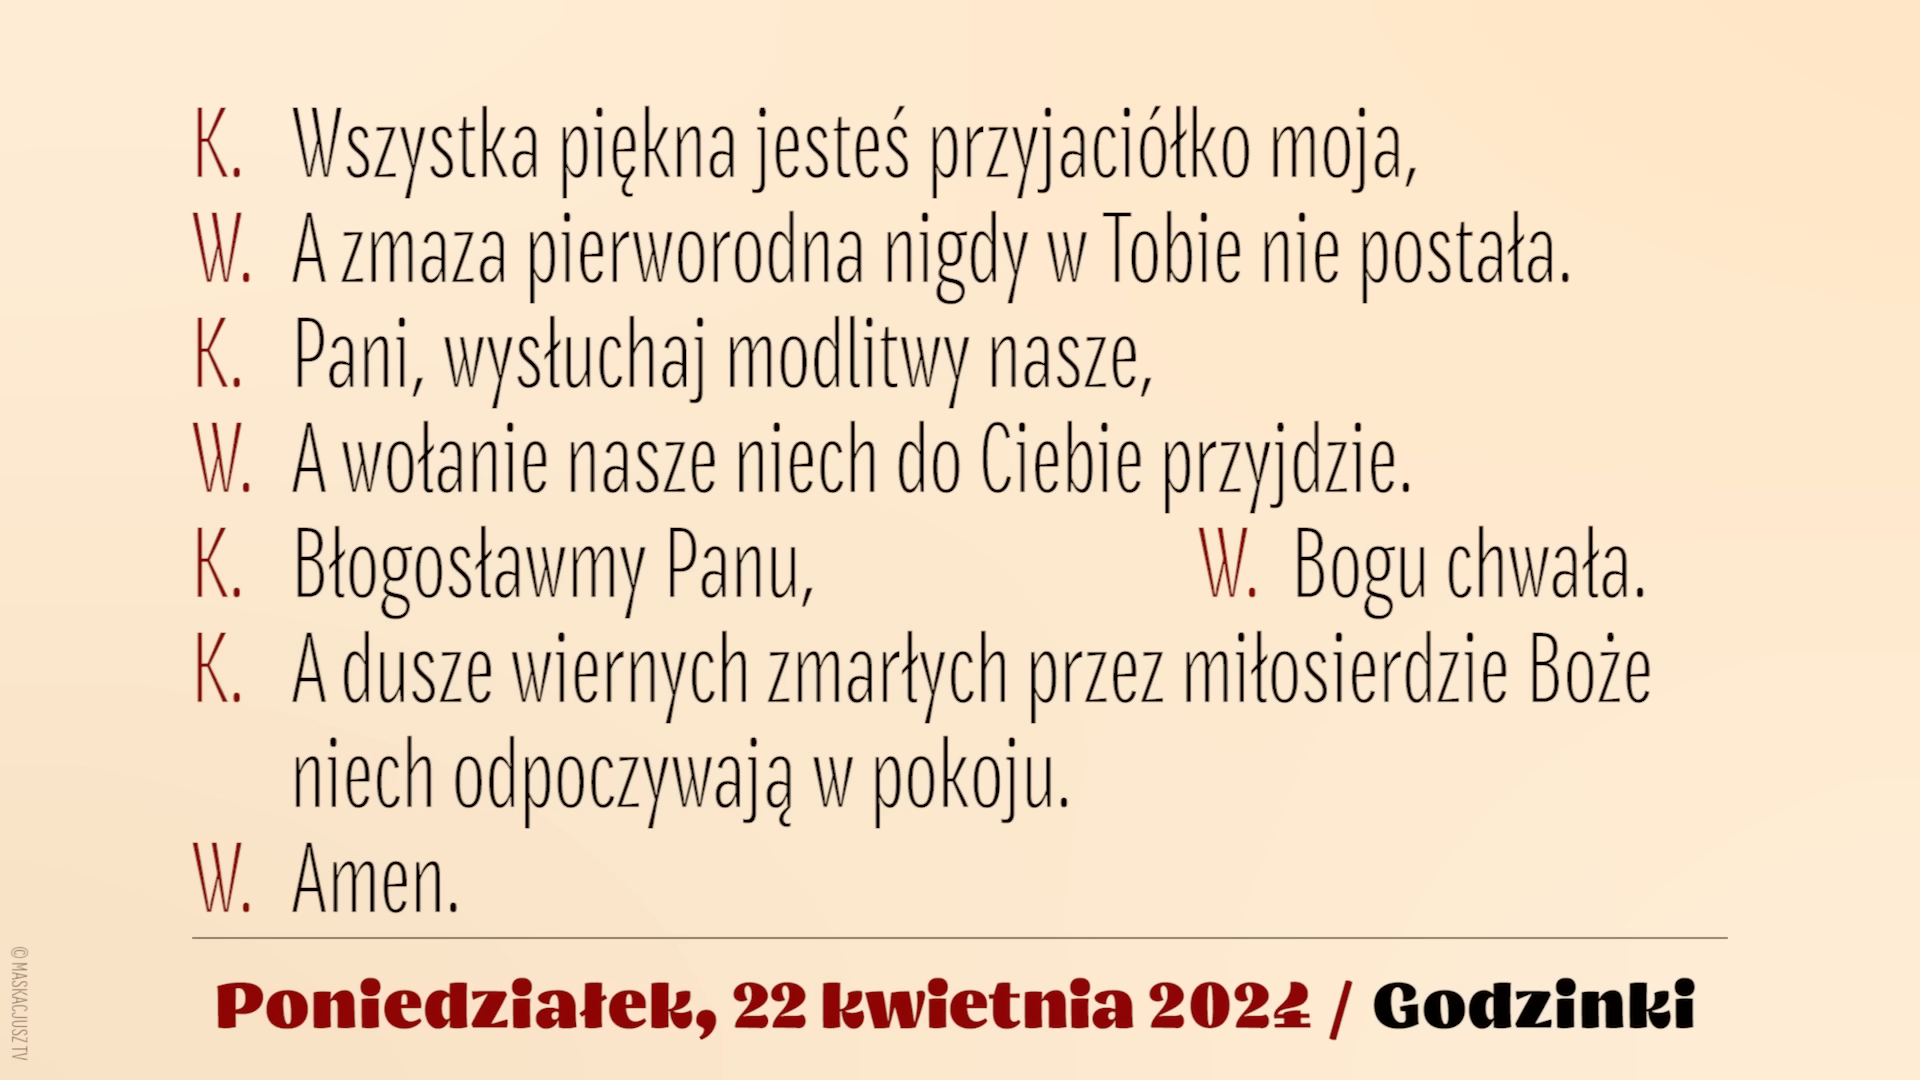 K. Wszystka piękna jesteś przyjaciółko moja,
W. A zmaza pierworodna nigdy w Tobie nie postała.
K. Pani, wysłuchaj modlitwy nasze,
W. A wołanie nasze niech do Ciebie przyjdzie.
K. Błogosławmy Panu, W. Bogu chwała.
K. A dusze wiernych zmarłych przez miłosierdzie Boże
niech odpoczywają w pokoju.
W. Amen.
Poniedziałek, 22 kwietnia 2024 / Godzinki
© MASKACJUSZ TV